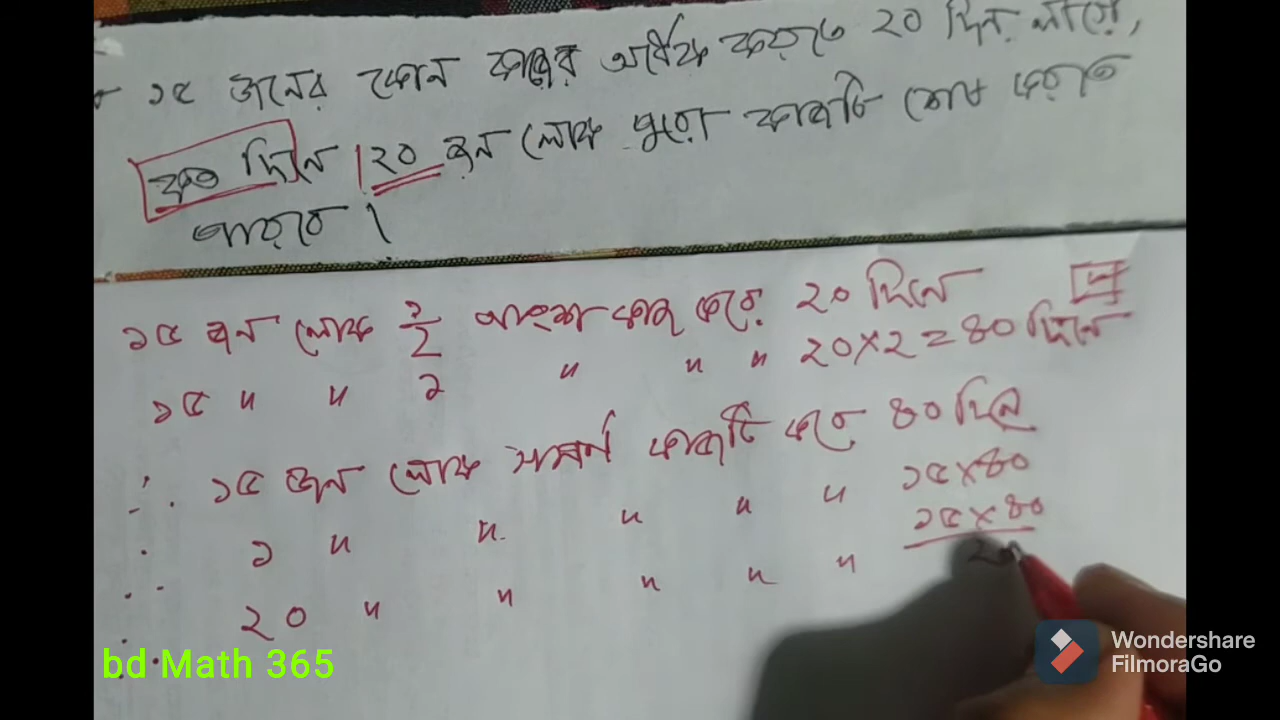 ১৫ জনের কোন কাজের অর্ধেক করতে ২০ দিন লাগে,
কত দিনে ২০ জন লোক পুরো কাজটি শেষ করতে
পারবে।
১৫ জন লোক ১/২ অংশ কাজ করে ২০ দিনে
১৫ " " ১ " " " ২০×২=৪০ দিনে
∴ ১৫ জন লোক সম্পূর্ণ কাজটি করে ৪০ দিনে
∴ ১ " " " " " ১৫×৪০
∴ ২০ " " " " " ১৫×৪০/২০
bd Math 365
Wondershare
FilmoraGo